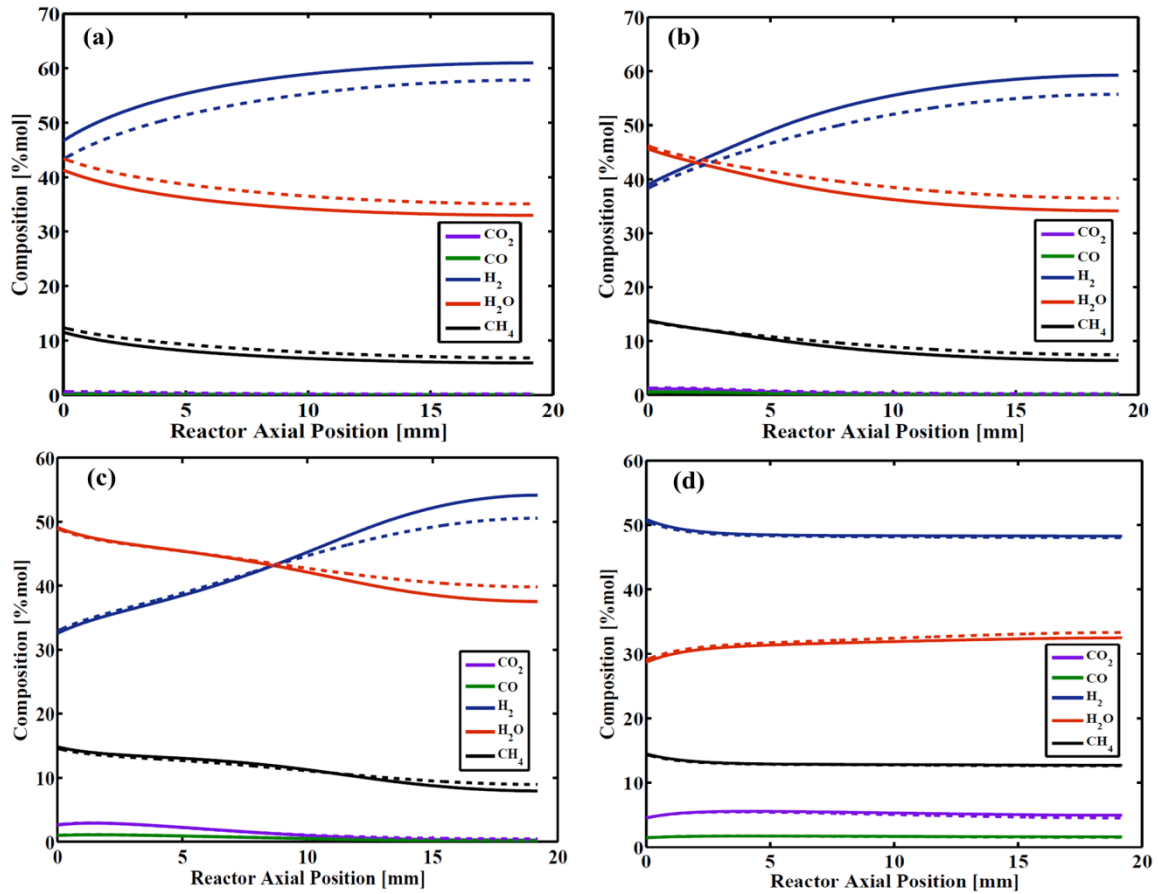 (a)
70
60
50
40
30
20
10
0
Composition [%mol]
CO₂
CO
H₂
H₂O
CH₄
0 5 10 15 20
Reactor Axial Position [mm]
(b)
70
60
50
40
30
20
10
0
Composition [%mol]
CO₂
CO
H₂
H₂O
CH₄
0 5 10 15 20
Reactor Axial Position [mm]
(c)
60
50
40
30
20
10
0
Composition [%mol]
CO₂
CO
H₂
H₂O
CH₄
0 5 10 15 20
Reactor Axial Position [mm]
(d)
60
50
40
30
20
10
0
Composition [%mol]
CO₂
CO
H₂
H₂O
CH₄
0 5 10 15 20
Reactor Axial Position [mm]